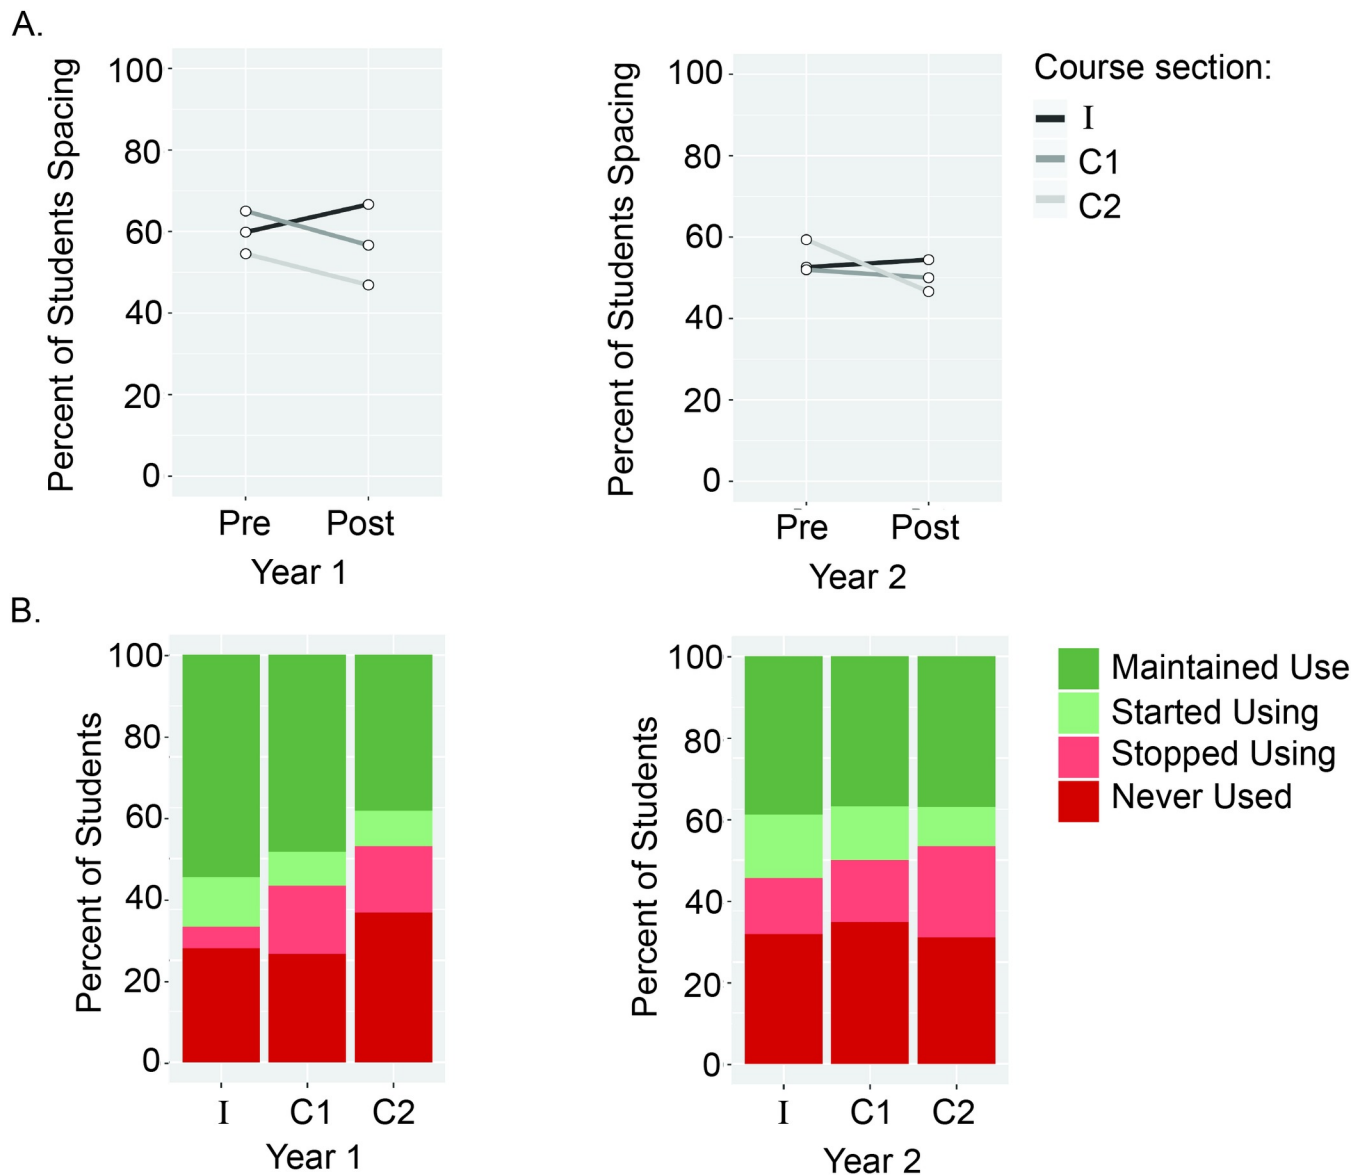 A.
Percent of Students Spacing
100
80
60
40
20
0
Pre Post
Year 1
Percent of Students Spacing
100
80
60
40
20
0
Pre Post
Year 2
Course section:
I
C1
C2
B.
Percent of Students
100
80
60
40
20
0
I C1 C2
Year 1
Percent of Students
100
80
60
40
20
0
I C1 C2
Year 2
Maintained Use
Started Using
Stopped Using
Never Used